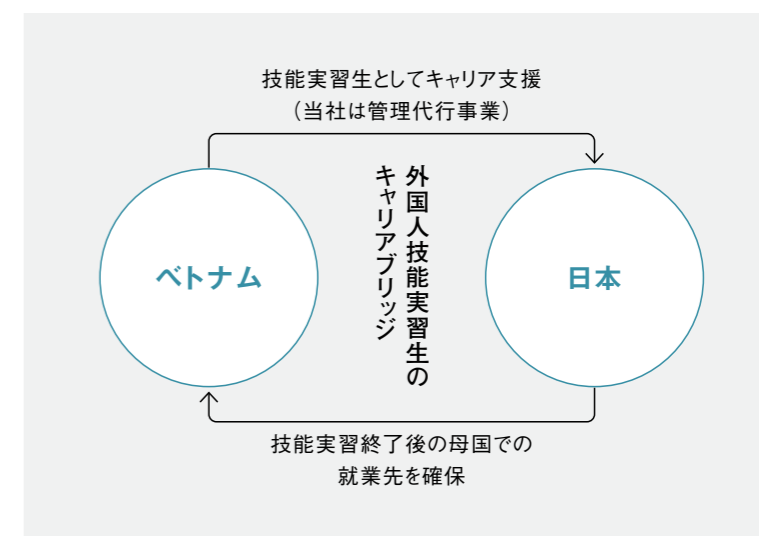 技能実習生としてキャリア支援
（当社は管理代行事業）
ベトナム
外国人技能実習生の
キャリアブリッジ
日本
技能実習終了後の母国での
就業先を確保